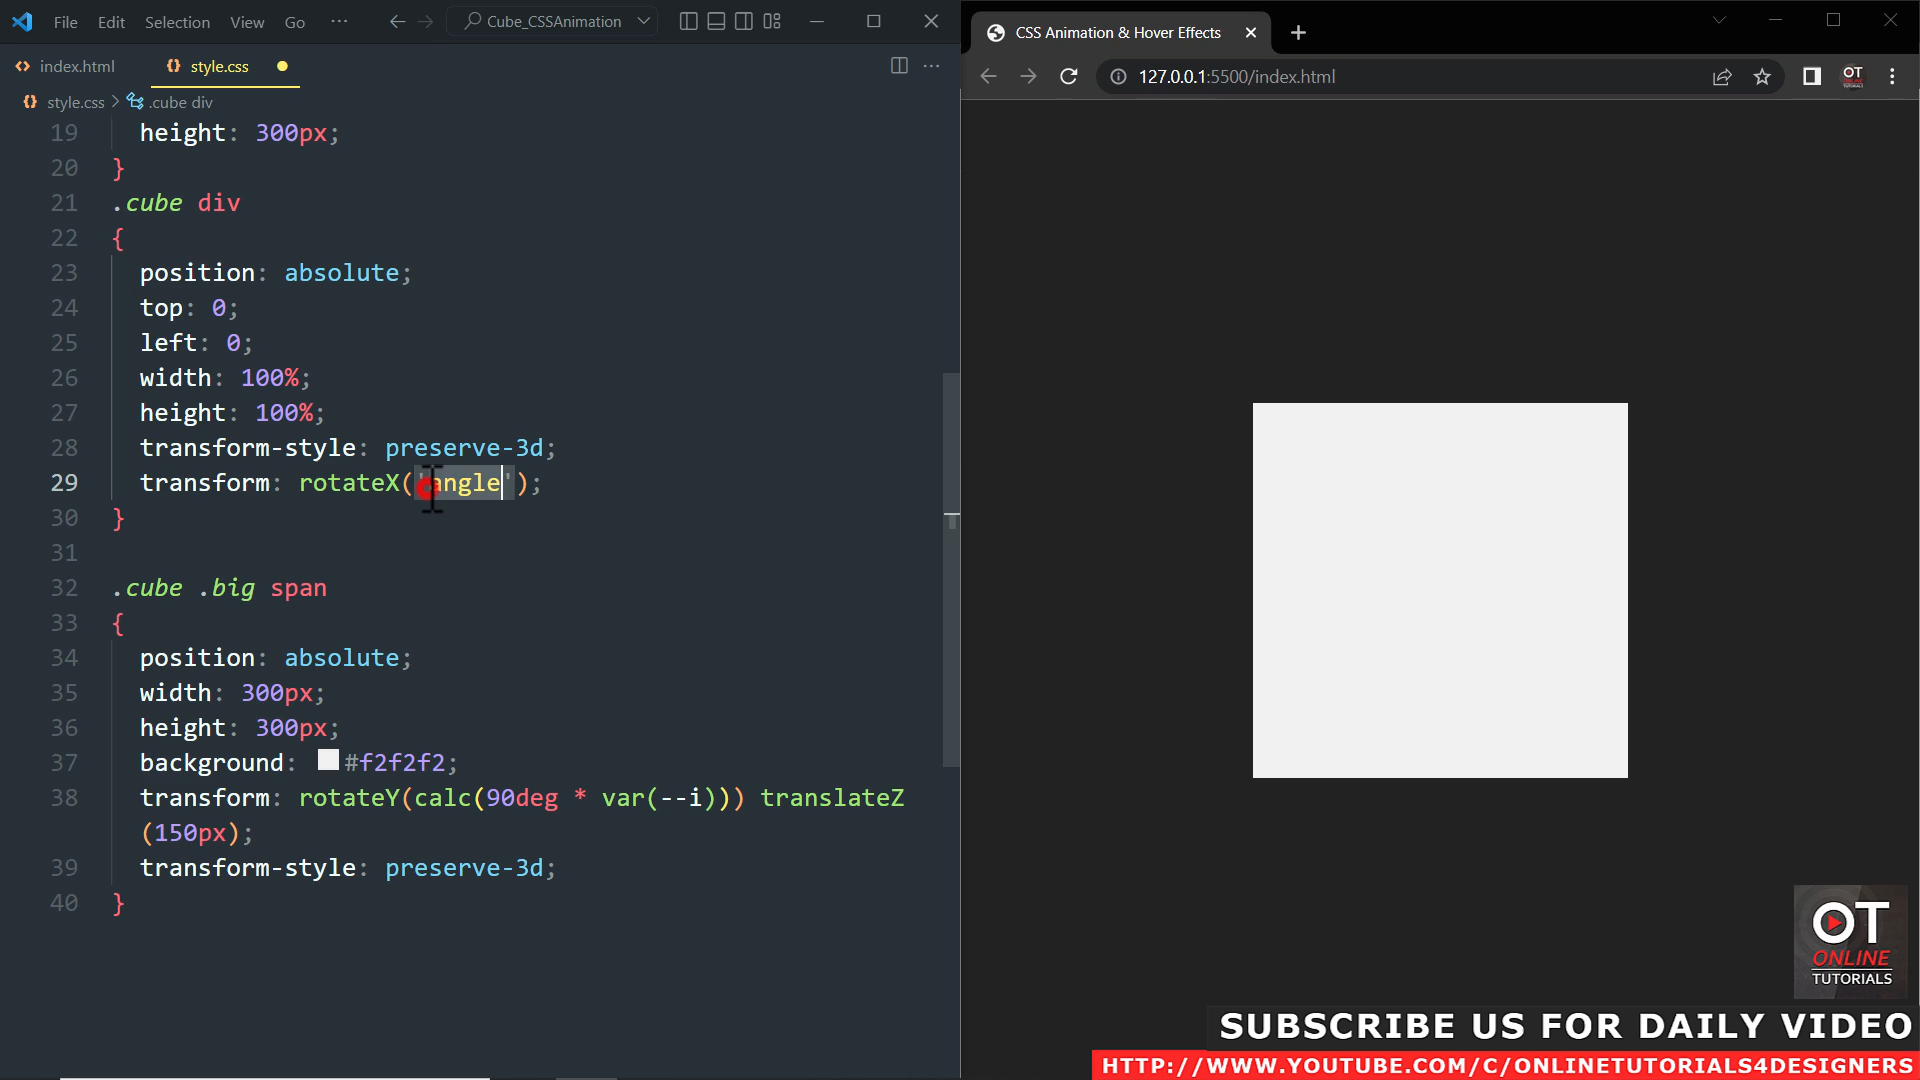 File Edit Selection View Go ··· Cube_CSSAnimation
index.html style.css
style.css > .cube div
19 height: 300px;
20 }
21 .cube div
22 {
23 position: absolute;
24 top: 0;
25 left: 0;
26 width: 100%;
27 height: 100%;
28 transform-style: preserve-3d;
29 transform: rotateX('angle');
30 }
31
32 .cube .big span
33 {
34 position: absolute;
35 width: 300px;
36 height: 300px;
37 background: #f2f2f2;
38 transform: rotateY(calc(90deg * var(--i))) translateZ
(150px);
39 transform-style: preserve-3d;
40 }
CSS Animation & Hover Effects
127.0.0.1:5500/index.html
OT
ONLINE
TUTORIALS
SUBSCRIBE US FOR DAILY VIDEO
HTTP://WWW.YOUTUBE.COM/C/ONLINETUTORIALS4DESIGNERS